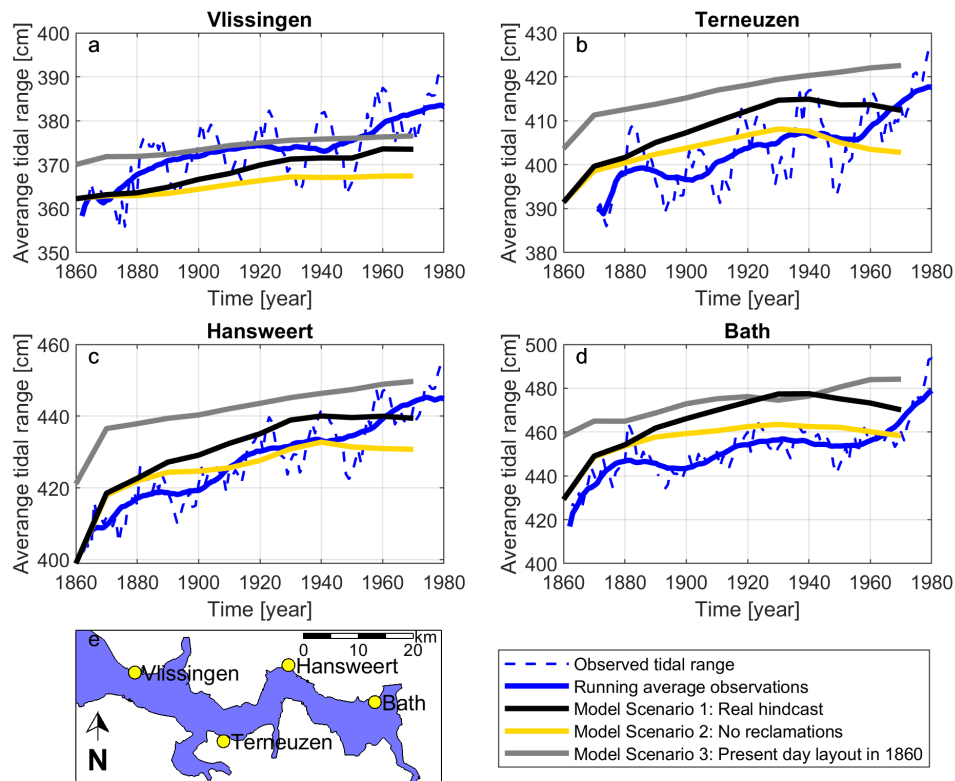 Vlissingen
a
Averange tidal range [cm]
400
390
380
370
360
350
1860 1880 1900 1920 1940 1960 1980
Time [year]
Terneuzen
b
Averange tidal range [cm]
430
420
410
400
390
380
1860 1880 1900 1920 1940 1960 1980
Time [year]
Hansweert
c
Averange tidal range [cm]
460
440
420
400
1860 1880 1900 1920 1940 1960 1980
Time [year]
Bath
d
Averange tidal range [cm]
500
480
460
440
420
400
1860 1880 1900 1920 1940 1960 1980
Time [year]
e
km
0 10 20
Vlissingen
Hansweert
Bath
Terneuzen
N
Observed tidal range
Running average observations
Model Scenario 1: Real hindcast
Model Scenario 2: No reclamations
Model Scenario 3: Present day layout in 1860